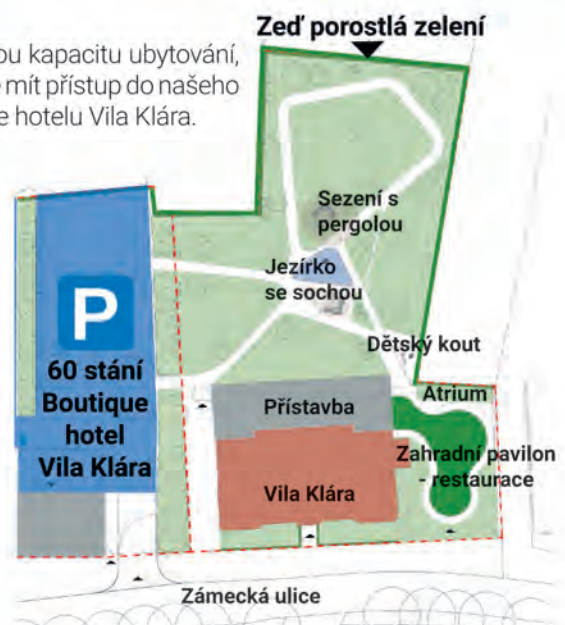 Zeď porostlá zelení
ou kapacitu ubytování,
e mít přístup do našeho
e hotelu Vila Klára.
Sezení s
pergolou
Jezírko
se sochou
Dětský kout
P
60 stání
Boutique
hotel
Vila Klára
Přístavba
Atrium
Zahradní pavilon
- restaurace
Vila Klára
Zámecká ulice